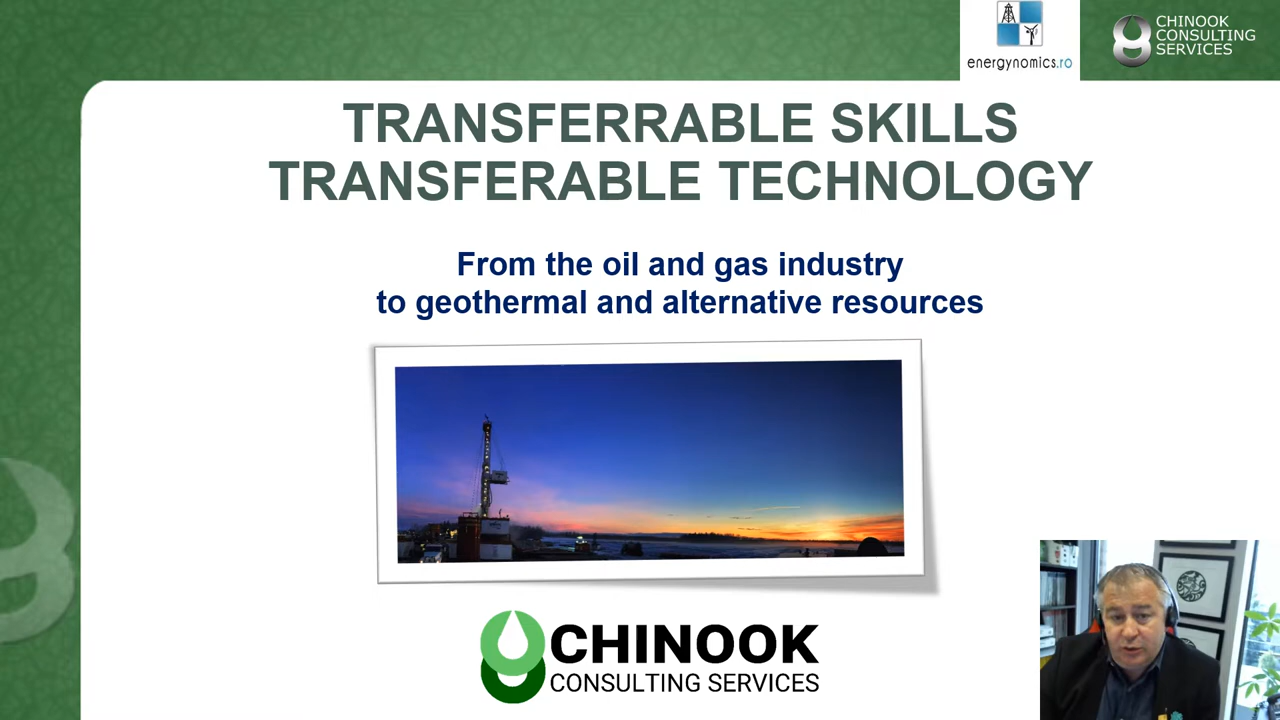 energynomics.ro
CHINOOK
CONSULTING
SERVICES
TRANSFERRABLE SKILLS
TRANSFERABLE TECHNOLOGY
From the oil and gas industry
to geothermal and alternative resources
CHINOOK
CONSULTING SERVICES